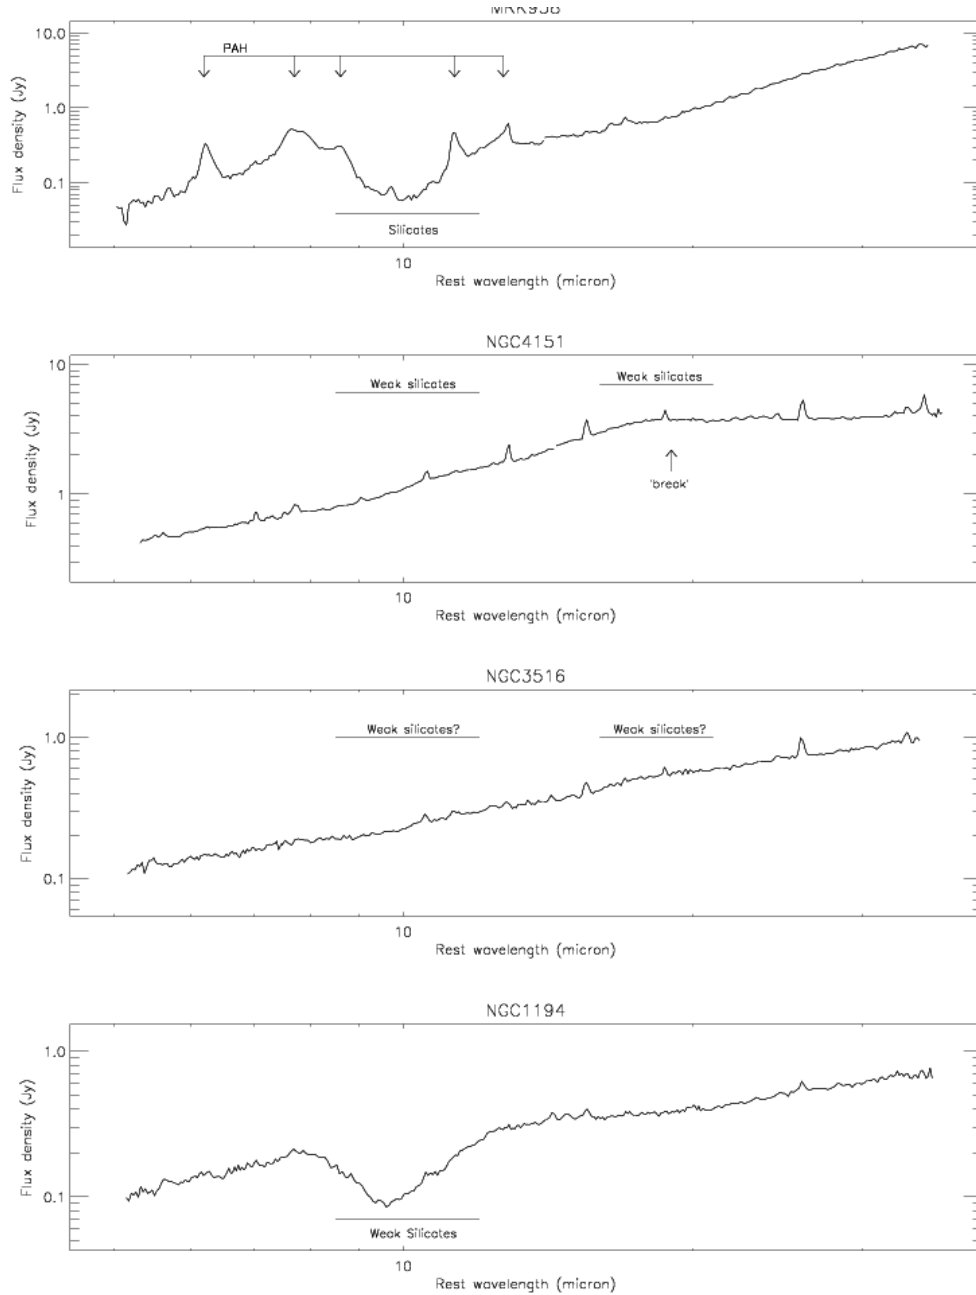 MRK938
10.0
PAH
1.0
0.1
Flux density (Jy)
Silicates
10
Rest wavelength (micron)
NGC4151
10
Weak silicates
Weak silicates
Flux density (Jy)
'break'
1
10
Rest wavelength (micron)
NGC3516
1.0
Weak silicates?
Weak silicates?
Flux density (Jy)
0.1
10
Rest wavelength (micron)
NGC1194
1.0
Flux density (Jy)
0.1
Weak Silicates
10
Rest wavelength (micron)